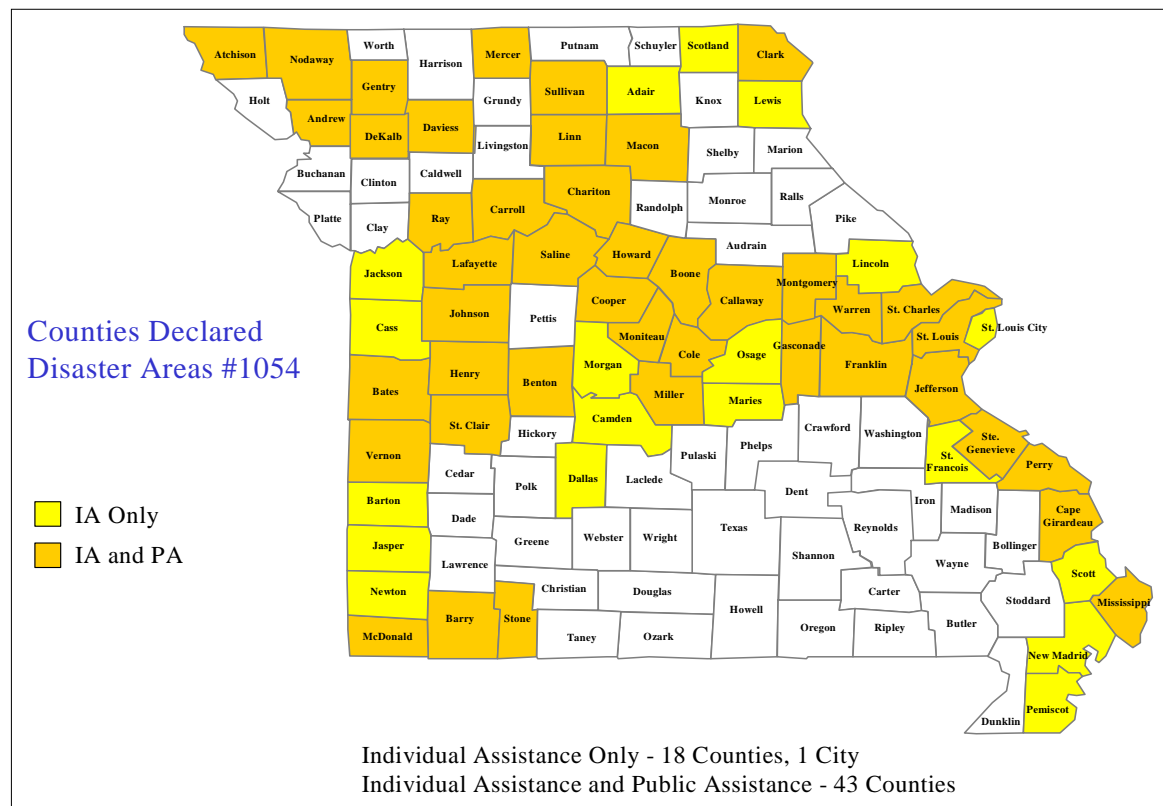 Worth
Putnam
Schuyler
Scotland
Atchison
Nodaway
Harrison
Mercer
Clark
Gentry
Sullivan
Adair
Holt
Grundy
Knox
Lewis
Andrew
DeKalb
Daviess
Livingston
Linn
Macon
Shelby
Marion
Buchanan
Clinton
Caldwell
Chariton
Platte
Clay
Ray
Carroll
Randolph
Monroe
Ralls
Pike
Audrain
Jackson
Lafayette
Saline
Howard
Boone
Lincoln
Callaway
Montgomery
Cass
Johnson
Pettis
Cooper
Warren
St. Charles
Counties Declared
Disaster Areas #1054
Moniteau
Cole
Osage
Gasconade
Franklin
St. Louis
St. Louis City
Bates
Henry
Benton
Morgan
Miller
Maries
Jefferson
St. Clair
Hickory
Camden
Pulaski
Phelps
Crawford
Washington
St.
Francois
Ste.
Genevieve
Vernon
Cedar
Polk
Dallas
Laclede
Dent
Iron
Madison
Perry
Barton
Dade
Texas
Reynolds
Bollinger
Cape
Girardeau
IA Only
Greene
Webster
Wright
Shannon
Wayne
Jasper
Lawrence
IA and PA
Newton
Christian
Douglas
Howell
Carter
Stoddard
Scott
Mississippi
McDonald
Barry
Stone
Taney
Ozark
Oregon
Ripley
Butler
New Madrid
Dunklin
Pemiscot
Individual Assistance Only - 18 Counties, 1 City
Individual Assistance and Public Assistance - 43 Counties